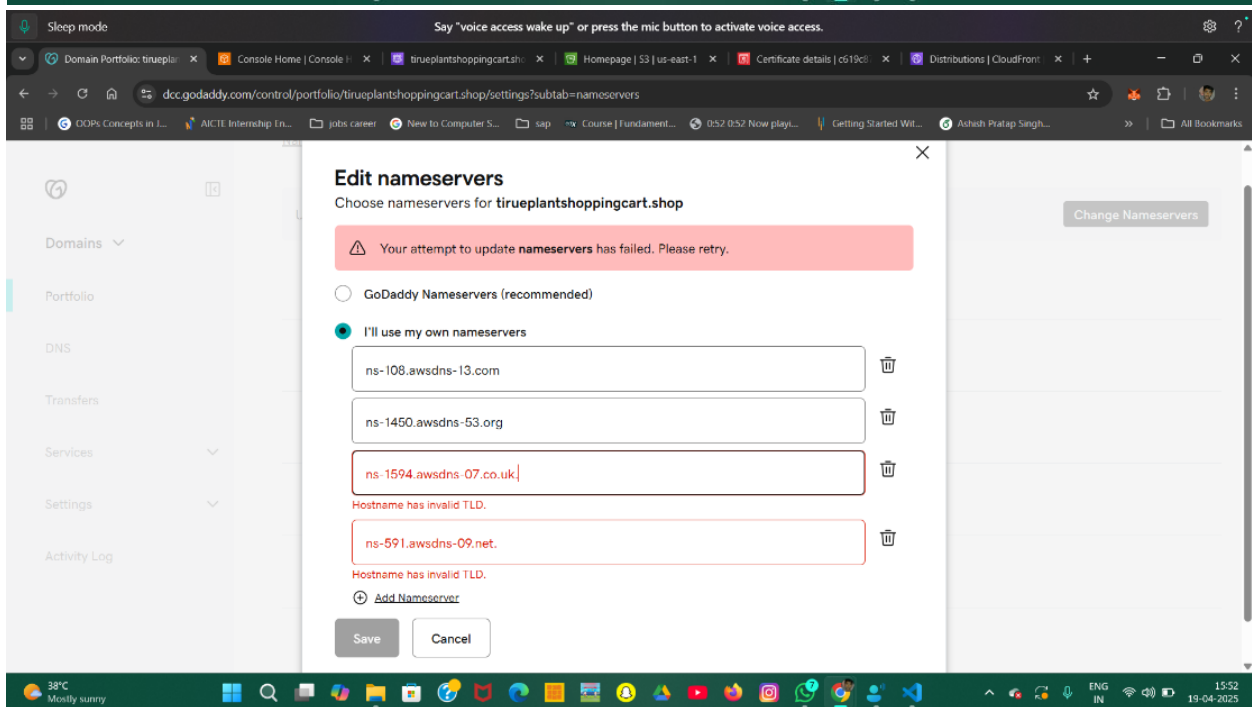 Sleep mode
Say "voice access wake up" or press the mic button to activate voice access.
Domain Portfolio: tirueplan
Console Home | Console H
tirueplantshoppingcart.sho
Homepage | S3 | us-east-1
Certificate details | c619c8
Distributions | CloudFront
dcc.godaddy.com/control/portfolio/tirueplantshoppingcart.shop/settings?subtab=nameservers
OOPs Concepts in J...
AICTE Internship En...
jobs career
New to Computer S...
sap
Course | Fundament...
0:52 0:52 Now playi...
Getting Started Wit...
Ashish Pratap Singh...
»
All Bookmarks
Edit nameservers
Choose nameservers for tirueplantshoppingcart.shop
Change Nameservers
Your attempt to update nameservers has failed. Please retry.
Domains
Portfolio
DNS
Transfers
Services
Settings
Activity Log
GoDaddy Nameservers (recommended)
I'll use my own nameservers
ns-108.awsdns-13.com
ns-1450.awsdns-53.org
ns-1594.awsdns-07.co.uk.
Hostname has invalid TLD.
ns-591.awsdns-09.net.
Hostname has invalid TLD.
Add Nameserver
Save
Cancel
38°C
Mostly sunny
7
ENG
IN
15:52
19-04-2025